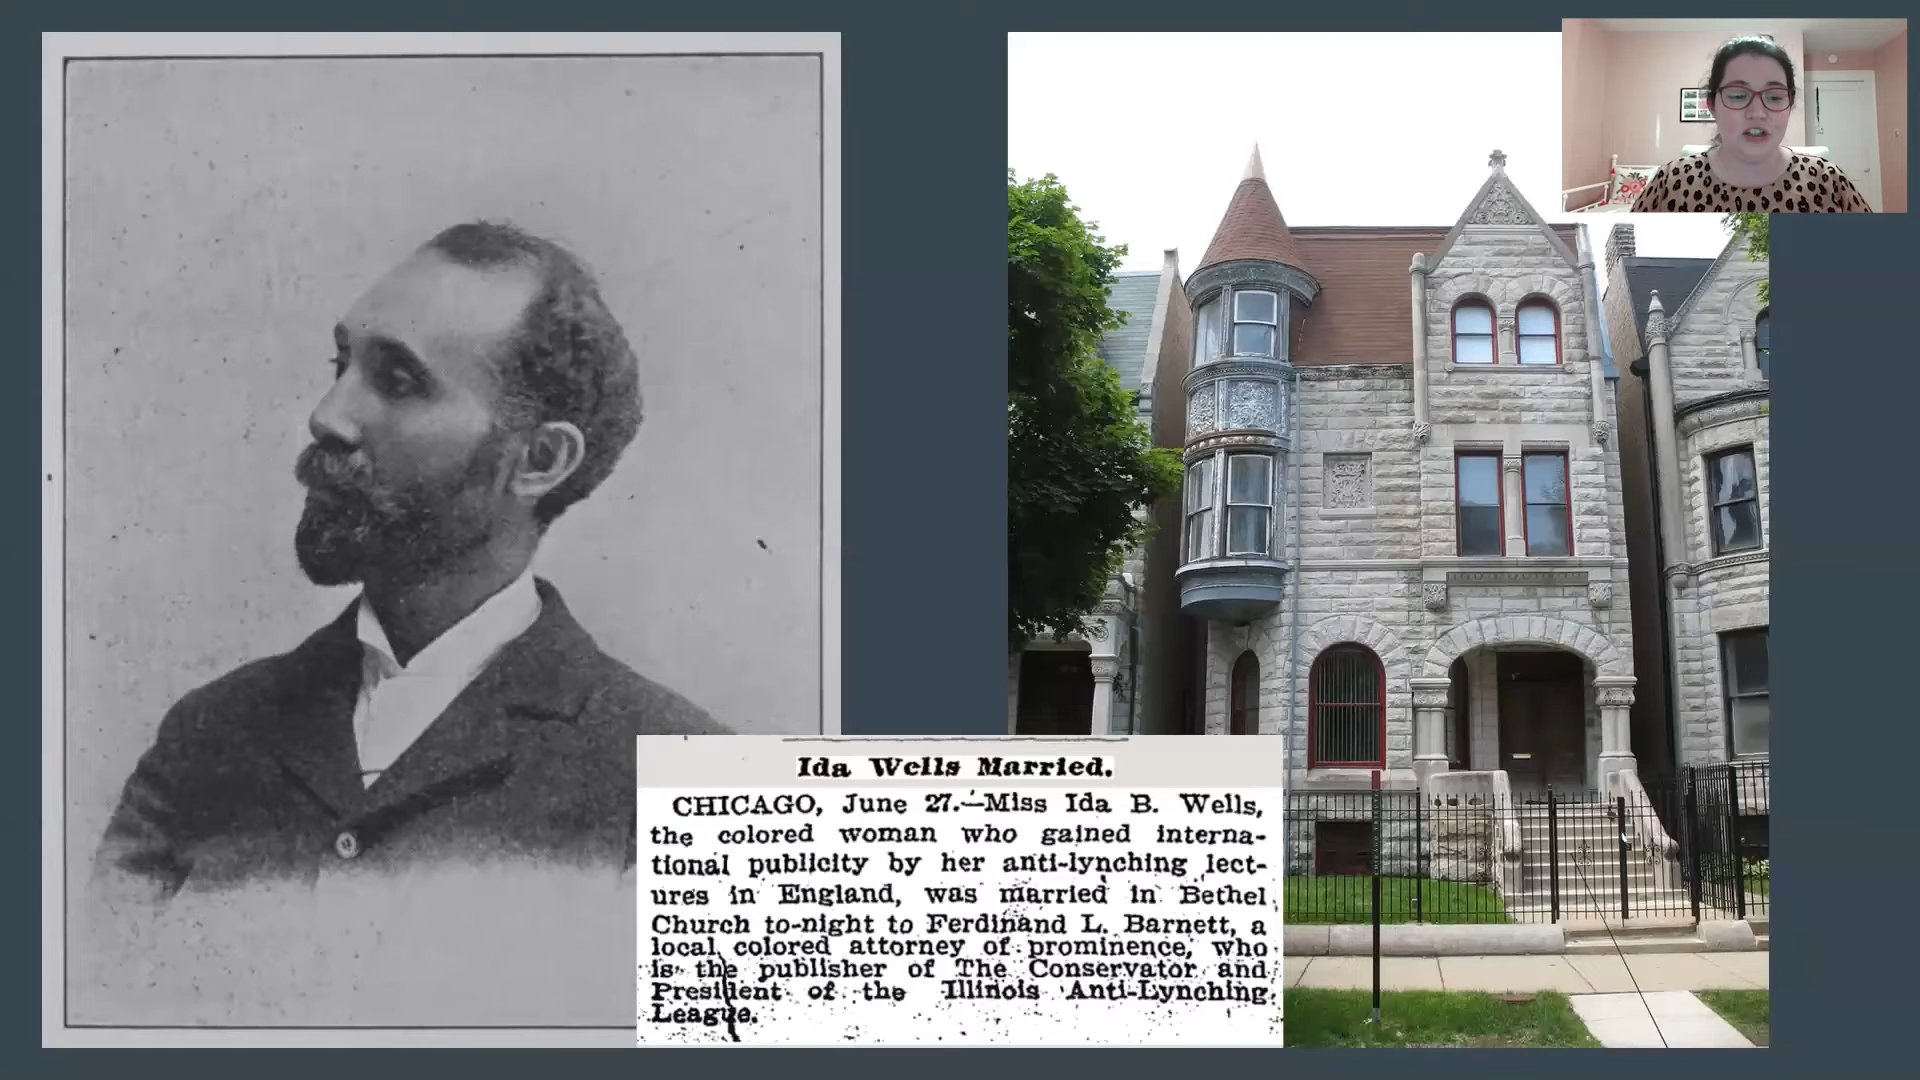 Ida Wells Married.
CHICAGO, June 27.—Miss Ida B. Wells,
the colored woman who gained interna-
tional publicity by her anti-lynching lect-
ures in England, was married in Bethel
Church to-night to Ferdinand L. Barnett, a
local colored attorney of prominence, who
is the publisher of The Conservator and
President of the Illinois Anti-Lynching
League.